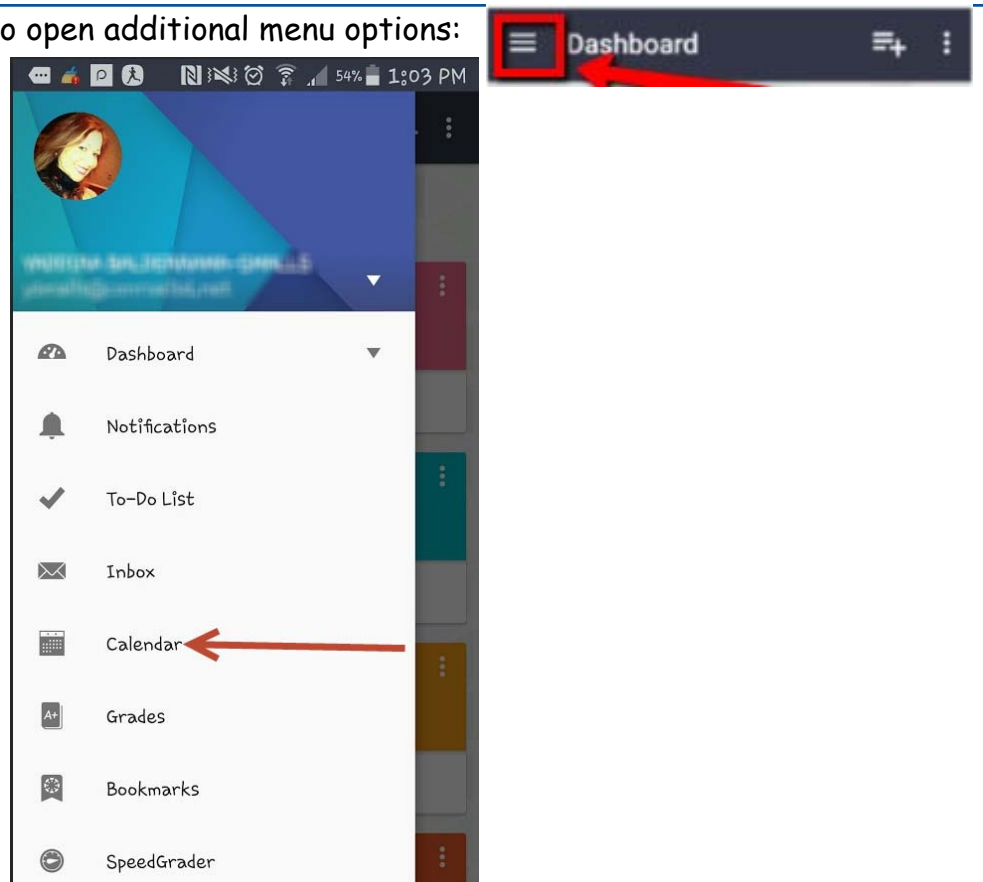 o open additional menu options:
Dashboard
54% 1:03 PM
Dashboard
Notifications
To-Do List
Inbox
Calendar
A+ Grades
Bookmarks
SpeedGrader